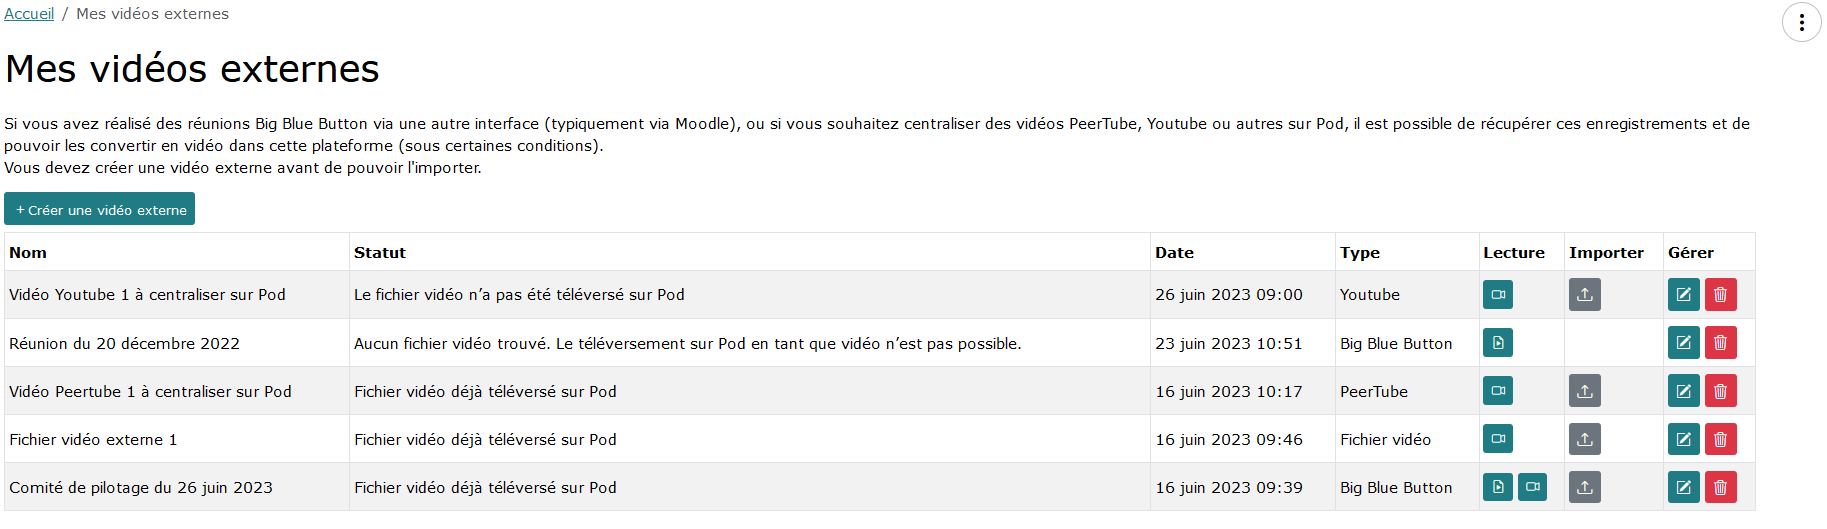 Accueil / Mes vidéos externes
Mes vidéos externes
Si vous avez réalisé des réunions Big Blue Button via une autre interface (typiquement via Moodle), ou si vous souhaitez centraliser des vidéos PeerTube, Youtube ou autres sur Pod, il est possible de récupérer ces enregistrements et de
pouvoir les convertir en vidéo dans cette plateforme (sous certaines conditions).
Vous devez créer une vidéo externe avant de pouvoir l'importer.
+ Créer une vidéo externe
Nom Statut Date Type Lecture Importer Gérer
Vidéo Youtube 1 à centraliser sur Pod Le fichier vidéo n’a pas été téléversé sur Pod 26 juin 2023 09:00 Youtube
Réunion du 20 décembre 2022 Aucun fichier vidéo trouvé. Le téléversement sur Pod en tant que vidéo n’est pas possible. 23 juin 2023 10:51 Big Blue Button
Vidéo Peertube 1 à centraliser sur Pod Fichier vidéo déjà téléversé sur Pod 16 juin 2023 10:17 PeerTube
Fichier vidéo externe 1 Fichier vidéo déjà téléversé sur Pod 16 juin 2023 09:46 Fichier vidéo
Comité de pilotage du 26 juin 2023 Fichier vidéo déjà téléversé sur Pod 16 juin 2023 09:39 Big Blue Button